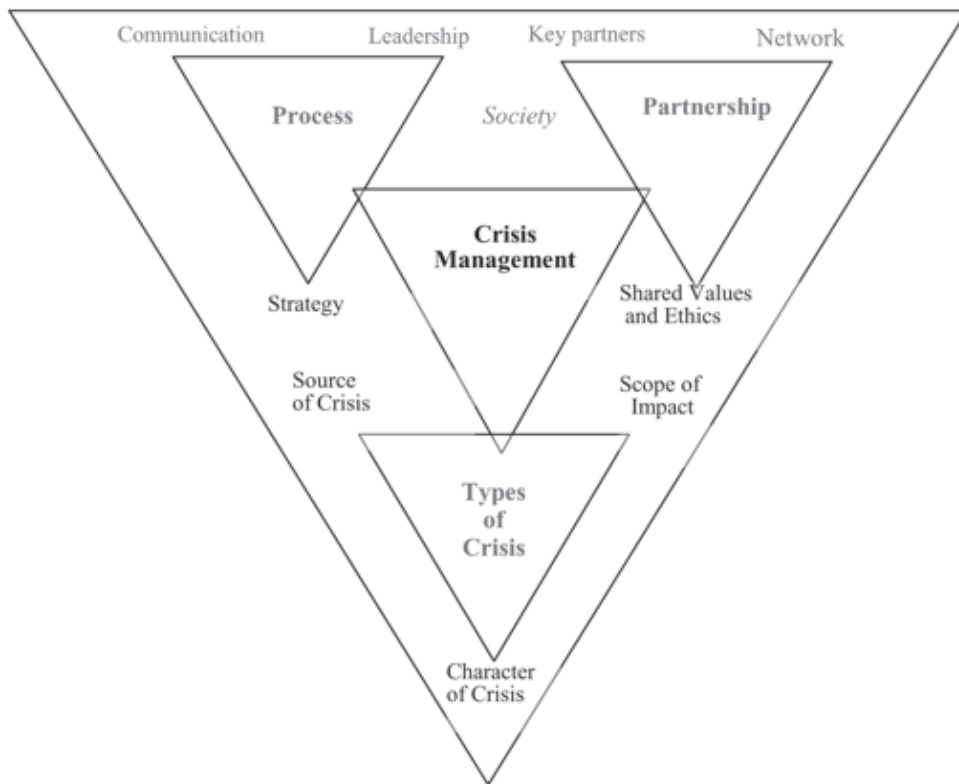 Communication
Leadership
Key partners
Network
Process
Society
Partnership
Crisis
Management
Strategy
Shared Values
and Ethics
Source
of Crisis
Scope of
Impact
Types
of
Crisis
Character
of Crisis